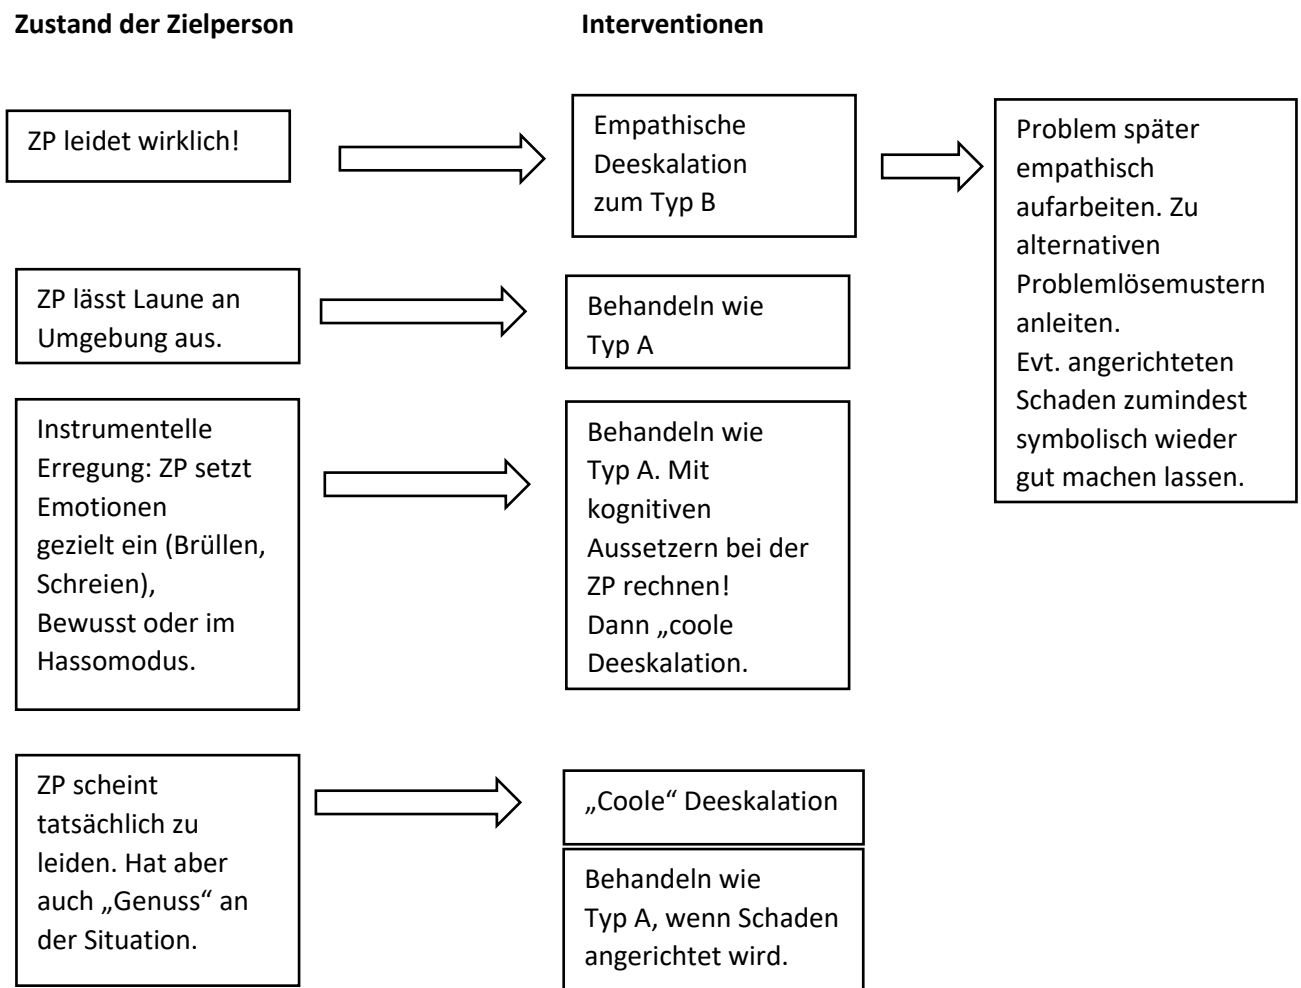 Zustand der Zielperson
Interventionen
ZP leidet wirklich!
Empathische
Deeskalation
zum Typ B
Problem später
empathisch
aufarbeiten. Zu
alternativen
Problemlösemustern
anleiten.
Evt. angerichteten
Schaden zumindest
symbolisch wieder
gut machen lassen.
ZP lässt Laune an
Umgebung aus.
Behandeln wie
Typ A
Instrumentelle
Erregung: ZP setzt
Emotionen
gezielt ein (Brüllen,
Schreien),
Bewusst oder im
Hassomodus.
Behandeln wie
Typ A. Mit
kognitiven
Aussetzern bei der
ZP rechnen!
Dann „coole
Deeskalation.
ZP scheint
tatsächlich zu
leiden. Hat aber
auch „Genuss“ an
der Situation.
„Coole“ Deeskalation
Behandeln wie
Typ A, wenn Schaden
angerichtet wird.